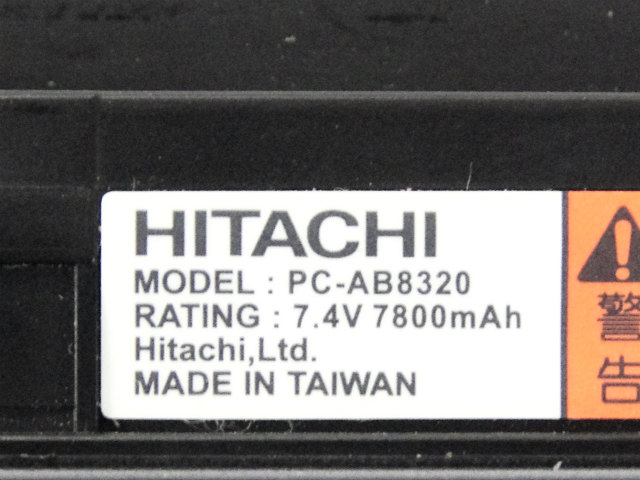 HITACHI
MODEL : PC-AB8320
RATING : 7.4V 7800mAh
Hitachi,Ltd.
MADE IN TAIWAN
警
告